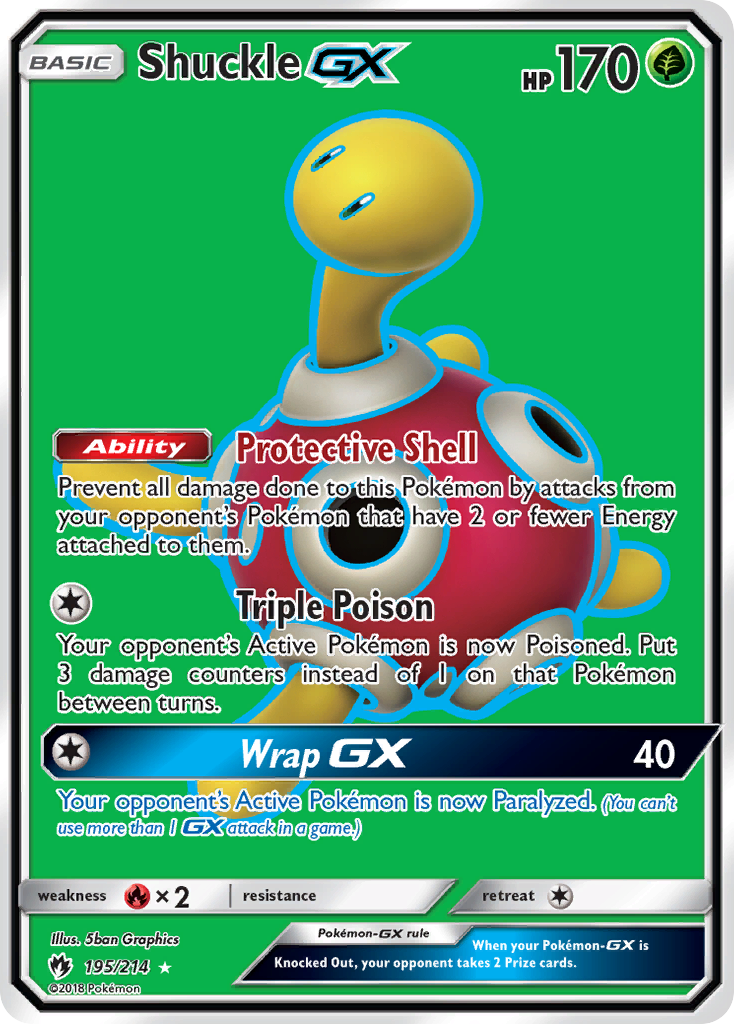 BASIC Shuckle GX HP 170
Ability Protective Shell
Prevent all damage done to this Pokémon by attacks from
your opponent's Pokémon that have 2 or fewer Energy
attached to them.
Triple Poison
Your opponent's Active Pokémon is now Poisoned. Put
3 damage counters instead of 1 on that Pokémon
between turns.
Wrap GX 40
Your opponent's Active Pokémon is now Paralyzed. (You can't
use more than 1 GX attack in a game.)
weakness × 2 resistance retreat
Illus. 5ban Graphics
195/214
©2018 Pokémon
Pokémon-GX rule
When your Pokémon-GX is
Knocked Out, your opponent takes 2 Prize cards.